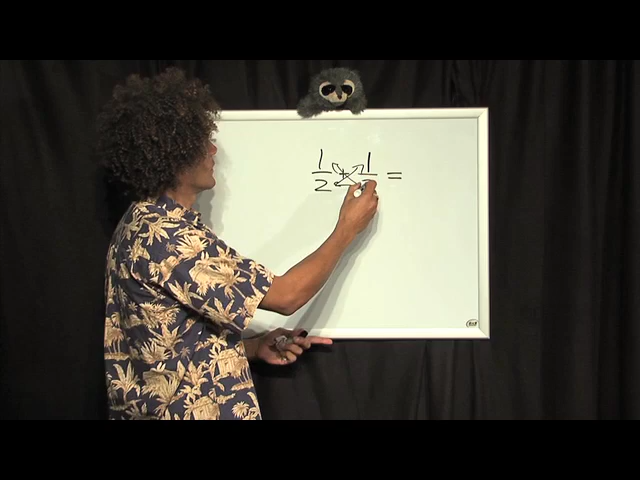 1/2 + 1/ =